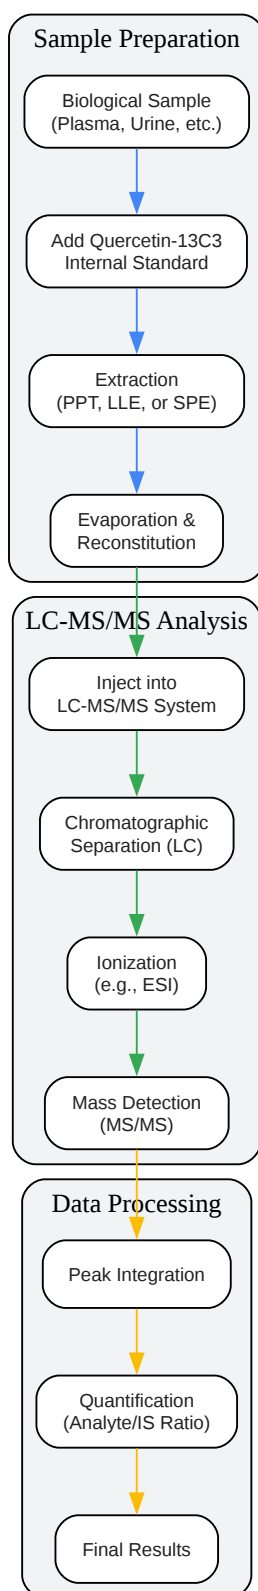 Sample Preparation
Biological Sample
(Plasma, Urine, etc.)
Add Quercetin-13C3
Internal Standard
Extraction
(PPT, LLE, or SPE)
Evaporation &
Reconstitution
LC-MS/MS Analysis
Inject into
LC-MS/MS System
Chromatographic
Separation (LC)
Ionization
(e.g., ESI)
Mass Detection
(MS/MS)
Data Processing
Peak Integration
Quantification
(Analyte/IS Ratio)
Final Results